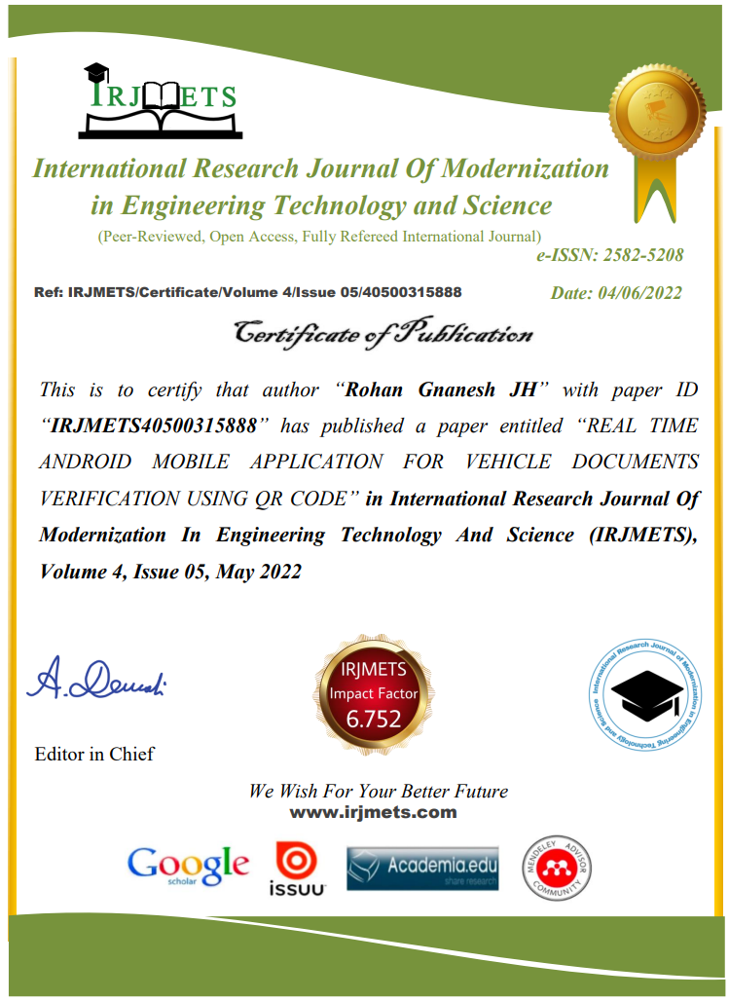 IRJMETS
International Research Journal Of Modernization
in Engineering Technology and Science
(Peer-Reviewed, Open Access, Fully Refereed International Journal)
e-ISSN: 2582-5208
Ref: IRJMETS/Certificate/Volume 4/Issue 05/40500315888
Date: 04/06/2022
Certificate of Publication
This is to certify that author “Rohan Gnanesh JH” with paper ID
“IRJMETS40500315888” has published a paper entitled “REAL TIME
ANDROID MOBILE APPLICATION FOR VEHICLE DOCUMENTS
VERIFICATION USING QR CODE” in International Research Journal Of
Modernization In Engineering Technology And Science (IRJMETS),
Volume 4, Issue 05, May 2022
IRJMETS
Impact Factor
6.752
International Research Journal of Modernization in Engineering Technology and Science
Editor in Chief
We Wish For Your Better Future
www.irjmets.com
Google
scholar
issuu
Academia.edu
share research
MENDELEY ADVISOR
COMMUNITY